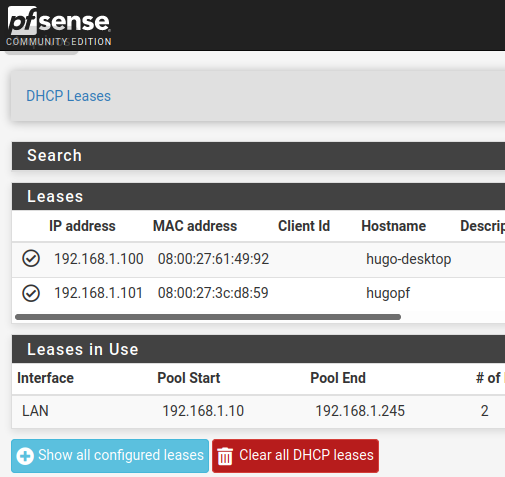 pfsense
COMMUNITY EDITION
DHCP Leases
Search
Leases
IP address MAC address Client Id Hostname Descrip
192.168.1.100 08:00:27:61:49:92 hugo-desktop
192.168.1.101 08:00:27:3c:d8:59 hugopf
Leases in Use
Interface Pool Start Pool End # of
LAN 192.168.1.10 192.168.1.245 2
Show all configured leases Clear all DHCP leases